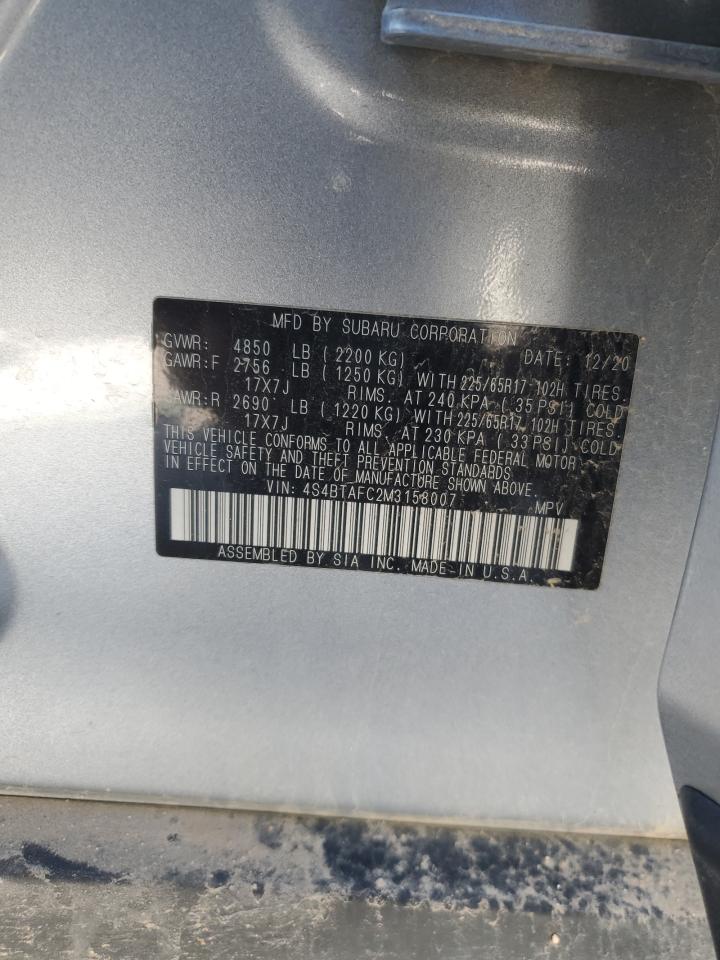 MFD BY SUBARU CORPORATION
GVWR: 4850 LB (2200 KG) DATE: 12/20
GAWR:F 2756 LB (1250 KG) WITH 225/65R17 102H TIRES.
17X7J RIMS. AT 240 KPA (35 PSI) COLD
GAWR:R 2690 LB (1220 KG) WITH 225/65R17 102H TIRES.
17X7J RIMS. AT 230 KPA (33 PSI) COLD
THIS VEHICLE CONFORMS TO ALL APPLICABLE FEDERAL MOTOR
VEHICLE SAFETY AND THEFT PREVENTION STANDARDS
IN EFFECT ON THE DATE OF MANUFACTURE SHOWN ABOVE.
VIN: 4S4BTAFC2M3158007 MPV
ASSEMBLED BY SIA INC. MADE-IN U.S.A.